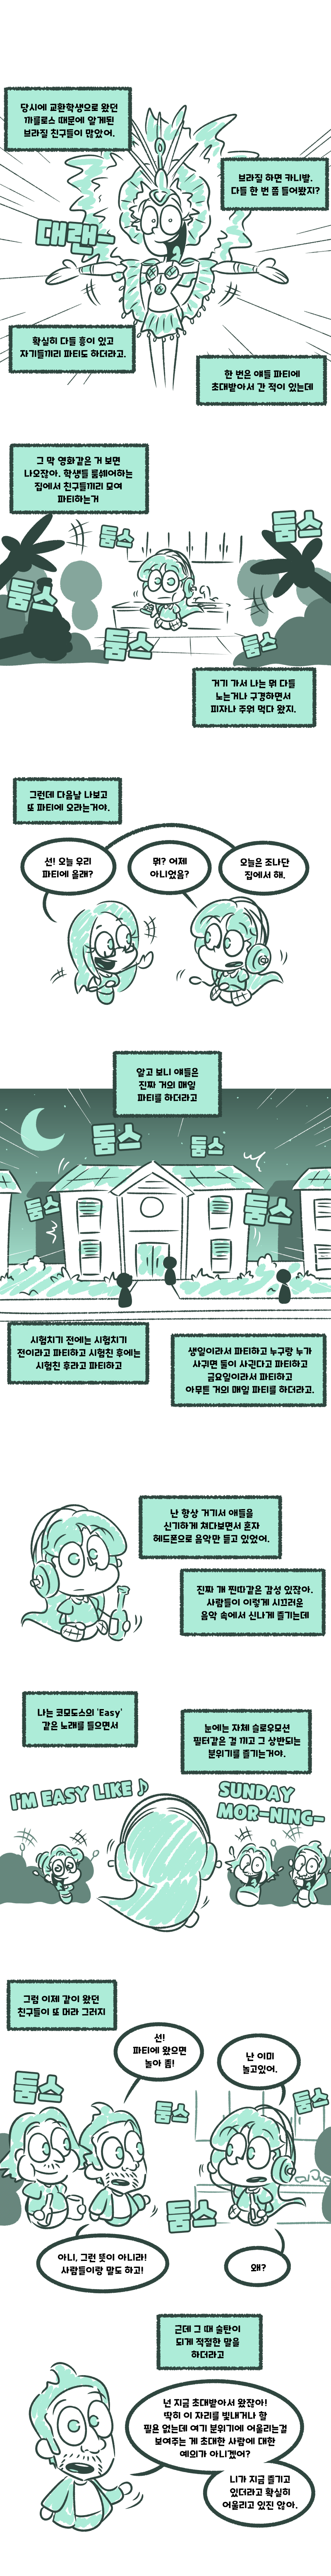 당시에 교환학생으로 왔던
까를로스 때문에 알게된
브라질 친구들이 많았어.
브라질 하면 카니발.
다들 한 번 쯤 들어봤지?
대랜-
확실히 다들 흥이 있고
자기들끼리 파티도 하더라고.
한 번은 얘들 파티에
초대받아서 간 적이 있는데
그 막 영화같은 거 보면
나오잖아. 학생들 룸쉐어하는
집에서 친구들끼리 모여
파티하는거
둠스
둠스
둠스
둠스
둠스
거기 가서 나는 뭐 다들
노는거나 구경하면서
피자나 주워 먹다 왔지.
그런데 다음날 나보고
또 파티에 오라는거야.
선! 오늘 우리
파티에 올래?
뭐? 어제
아니었음?
오늘은 조나단
집에서 해.
알고 보니 얘들은
진짜 거의 매일
파티를 하더라고
둠스
둠스
둠스
둠스
시험치기 전에는 시험치기
전이라고 파티하고 시험친 후에는
시험친 후라고 파티하고
생일이라서 파티하고 누구랑 누가
사귀면 둘이 사귄다고 파티하고
금요일이라서 파티하고
아무튼 거의 매일 파티를 하더라고.
난 항상 거기서 얘들을
신기하게 쳐다보면서 혼자
헤드폰으로 음악만 듣고 있었어.
진짜 개 찐따같은 감성 있잖아.
사람들이 이렇게 시끄러운
음악 속에서 신나게 즐기는데
나는 코모도스의 'Easy'
같은 노래를 들으면서
눈에는 자체 슬로우모션
필터같은 걸 끼고 그 상반되는
분위기를 즐기는거야.
I'M EASY LIKE ♪
SUNDAY
MOR-NING-
그럼 이제 같이 왔던
친구들이 또 머라 그러지
선!
파티에 왔으면
놀아 좀!
난 이미
놀고있어.
둠스
둠스
둠스
둠스
아니, 그런 뜻이 아니라!
사람들이랑 말도 하고!
왜?
근데 그 때 술탄이
되게 적절한 말을
하더라고
넌 지금 초대받아서 왔잖아!
딱히 이 자리를 빛내거나 할
필욘 없는데 여기 분위기에 어울리는걸
보여주는 게 초대한 사람에 대한
예의가 아니겠어?
니가 지금 즐기고
있더라고 확실히
어울리고 있진 않아.